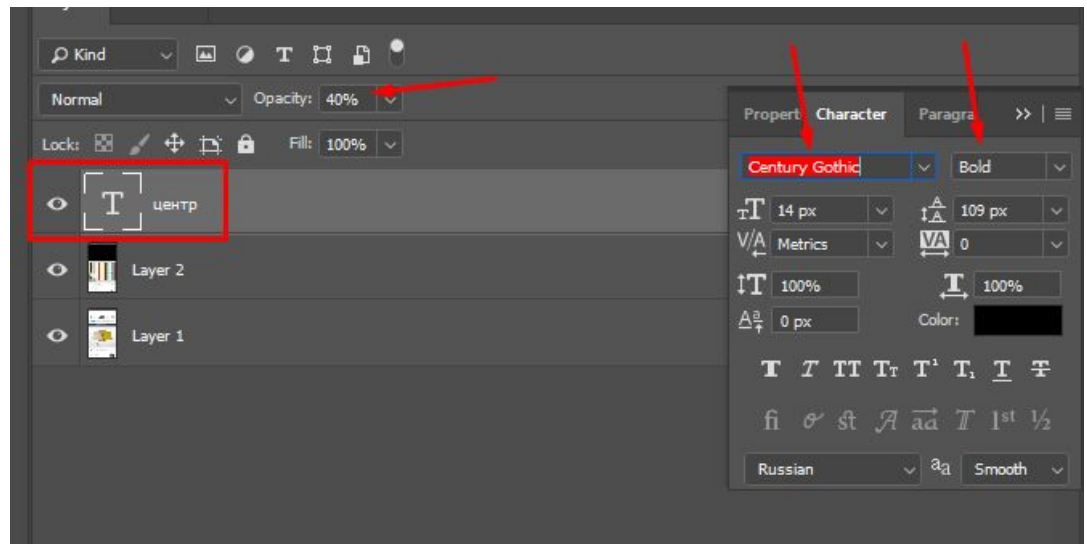 Kind
Normal
Opacity: 40%
Lock:
Fill: 100%
T центр
Layer 2
Layer 1
Propert Character Paragra
Century Gothic Bold
14 px 109 px
V/A Metrics VA 0
100% 100%
0 px Color:
T T TT Tт T¹ T₁ T T
fi st A aa T 1st ½
Russian aa Smooth